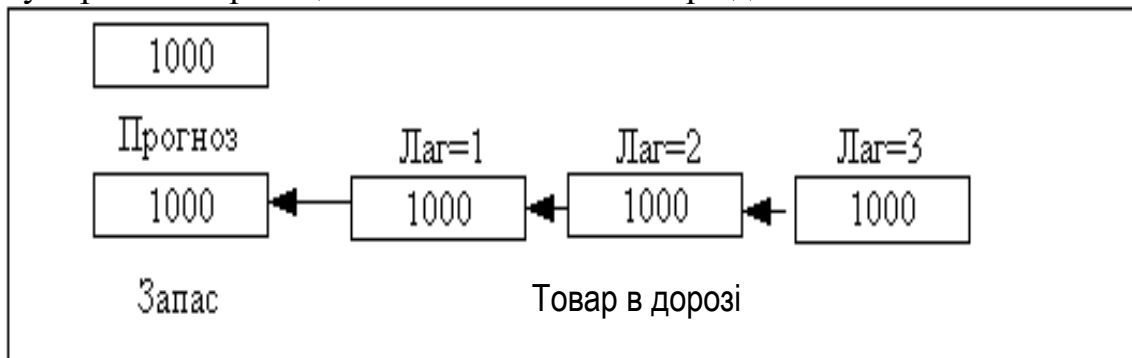 1000
Прогноз
Лаг=1 Лаг=2 Лаг=3
1000 1000 1000 1000
Запас Товар в дорозі